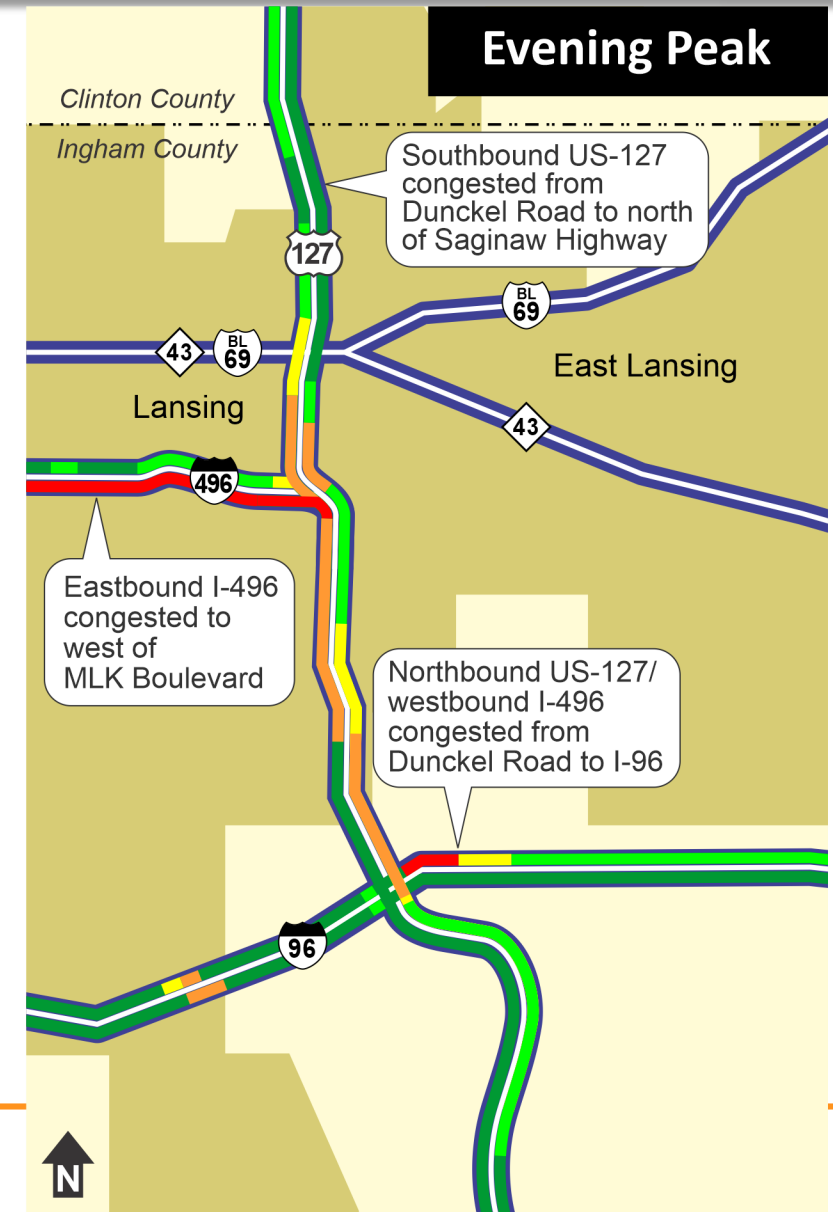 Evening Peak
Clinton County
Ingham County
Southbound US-127
congested from
Dunckel Road to north
of Saginaw Highway
127
BL
69
43
BL
69
East Lansing
Lansing
43
496
Eastbound I-496
congested to
west of
MLK Boulevard
Northbound US-127/
westbound I-496
congested from
Dunckel Road to I-96
96
N